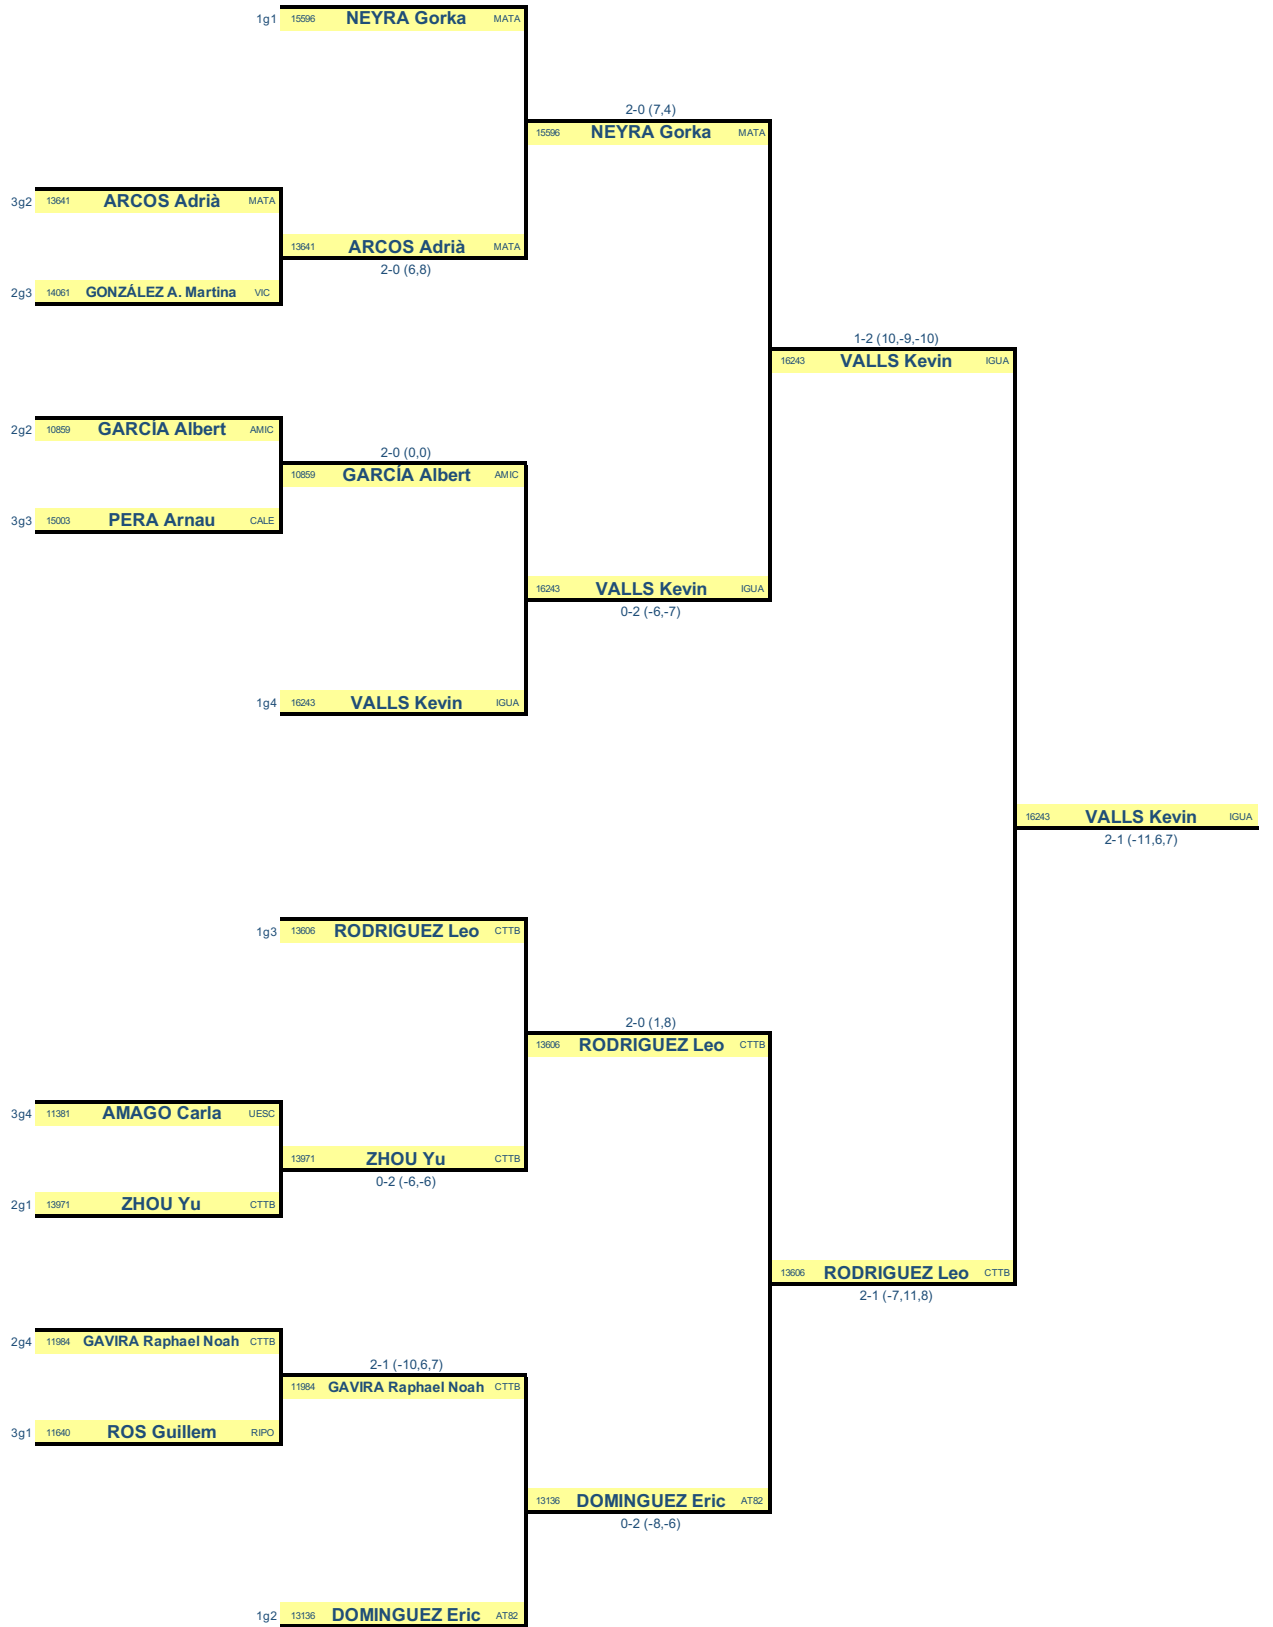 1g1 15596 NEYRA Gorka MATA
2-0 (7,4)
15596 NEYRA Gorka MATA
3g2 13641 ARCOS Adrià MATA
13641 ARCOS Adrià MATA
2-0 (6,8)
2g3 14061 GONZÁLEZ A. Martina VIC
1-2 (10,-9,-10)
16243 VALLS Kevin IGUA
2g2 10859 GARCÍA Albert AMIC
2-0 (0,0)
10859 GARCÍA Albert AMIC
3g3 15003 PERA Arnau CALE
16243 VALLS Kevin IGUA
0-2 (-6,-7)
1g4 16243 VALLS Kevin IGUA
16243 VALLS Kevin IGUA
2-1 (-11,6,7)
1g3 13606 RODRIGUEZ Leo CTTB
2-0 (1,8)
13606 RODRIGUEZ Leo CTTB
3g4 11381 AMAGO Carla UESC
13971 ZHOU Yu CTTB
0-2 (-6,-6)
2g1 13971 ZHOU Yu CTTB
13606 RODRIGUEZ Leo CTTB
2-1 (-7,11,8)
2g4 11984 GAVIRA Raphael Noah CTTB
2-1 (-10,6,7)
11984 GAVIRA Raphael Noah CTTB
3g1 11640 ROS Guillem RIPO
13136 DOMINGUEZ Eric AT82
0-2 (-8,-6)
1g2 13136 DOMINGUEZ Eric AT82